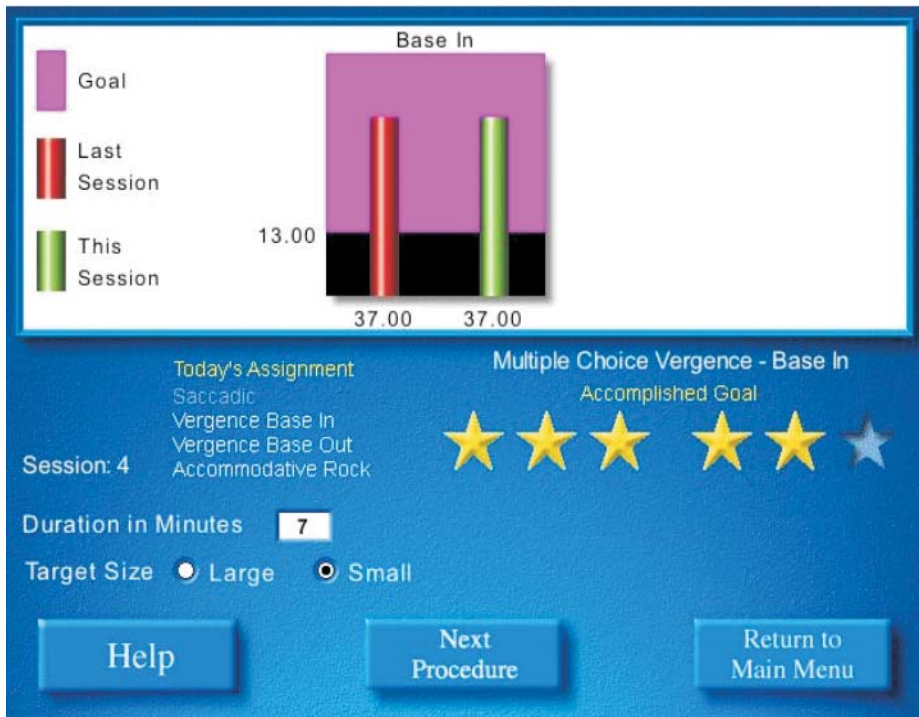 Base In
Goal
Last
Session
This
Session
13.00
37.00 37.00
Today's Assignment
Saccadic
Vergence Base In
Vergence Base Out
Accommodative Rock
Multiple Choice Vergence - Base In
Accomplished Goal
Session: 4
Duration in Minutes 7
Target Size Large Small
Help
Next
Procedure
Return to
Main Menu